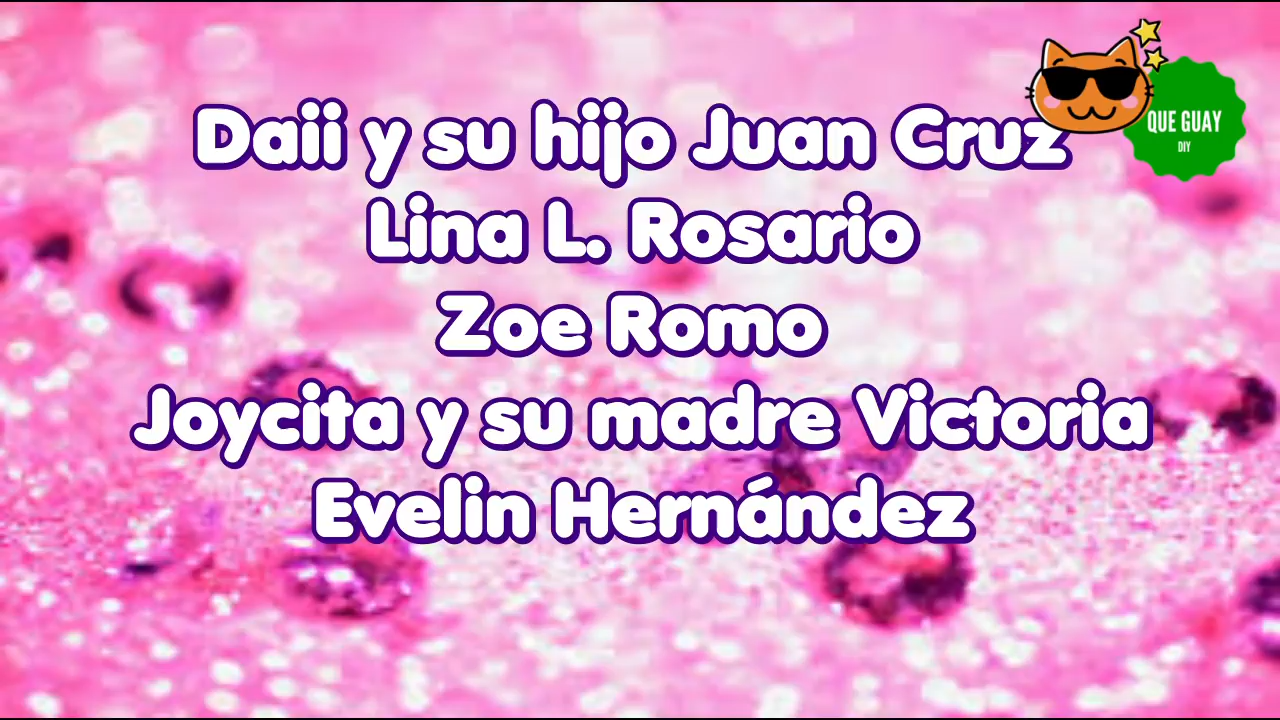 Daii y su hijo Juan Cruz
QUE GUAY
DIY
Lina L. Rosario
Zoe Romo
Joycita y su madre Victoria
Evelin Hernández